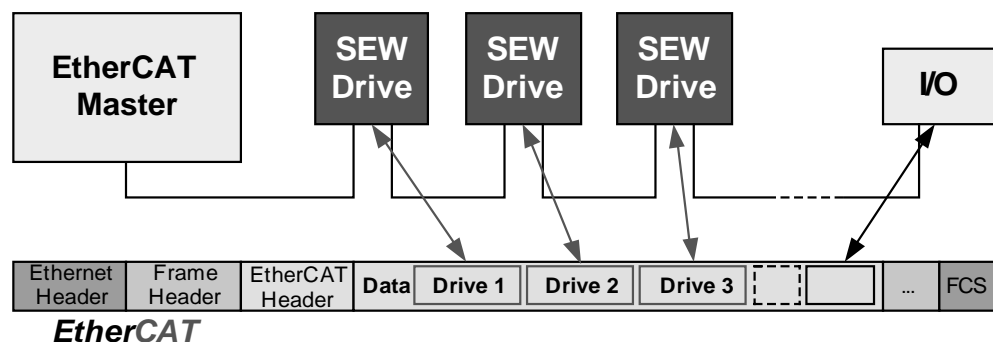 EtherCAT
Master
SEW
Drive
SEW
Drive
SEW
Drive
I/O
Ethernet
Header
Frame
Header
EtherCAT
Header
Data
Drive 1
Drive 2
Drive 3
...
FCS
EtherCAT